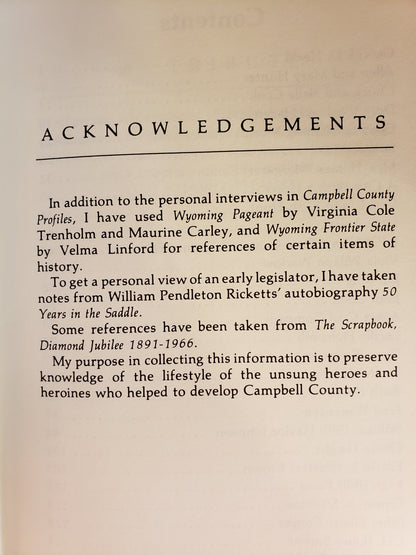 ACKNOWLEDGEMENTS
In addition to the personal interviews in Campbell County
Profiles, I have used Wyoming Pageant by Virginia Cole
Trenholm and Maurine Carley, and Wyoming Frontier State
by Velma Linford for references of certain items of
history.
To get a personal view of an early legislator, I have taken
notes from William Pendleton Ricketts' autobiography 50
Years in the Saddle.
Some references have been taken from The Scrapbook,
Diamond Jubilee 1891-1966.
My purpose in collecting this information is to preserve
knowledge of the lifestyle of the unsung heroes and
heroines who helped to develop Campbell County.